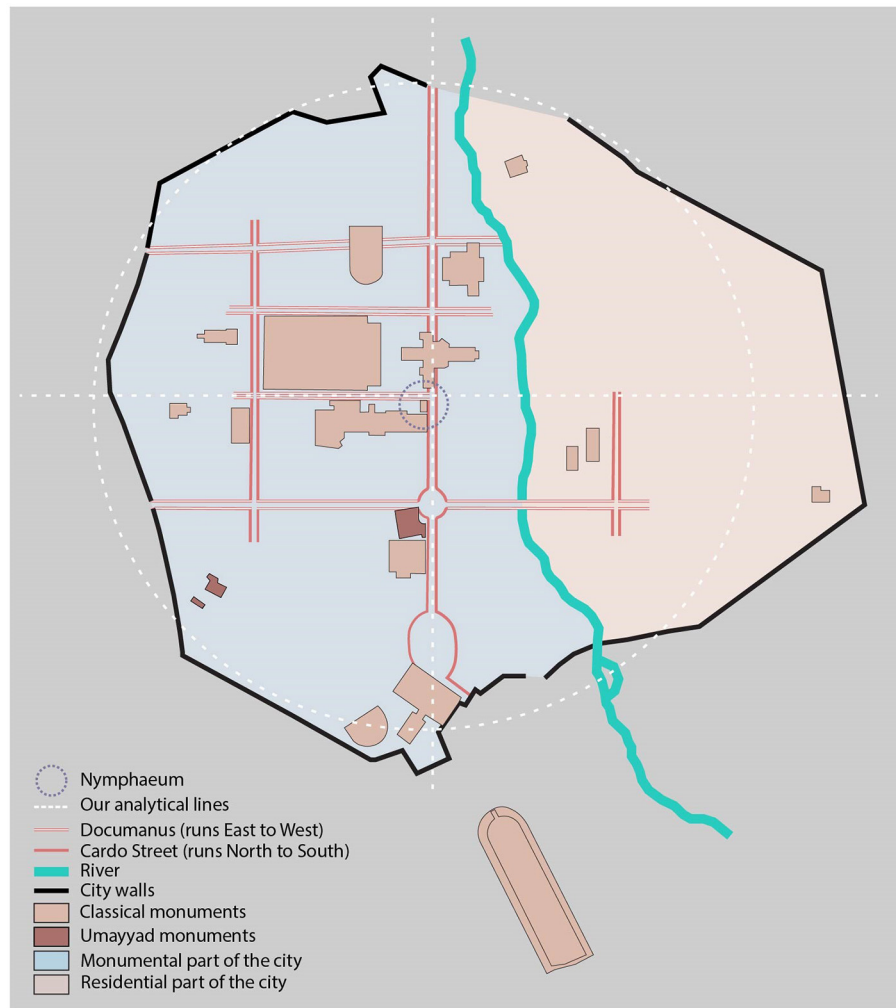 Nymphaeum
Our analytical lines
Documanus (runs East to West)
Cardo Street (runs North to South)
River
City walls
Classical monuments
Umayyad monuments
Monumental part of the city
Residential part of the city